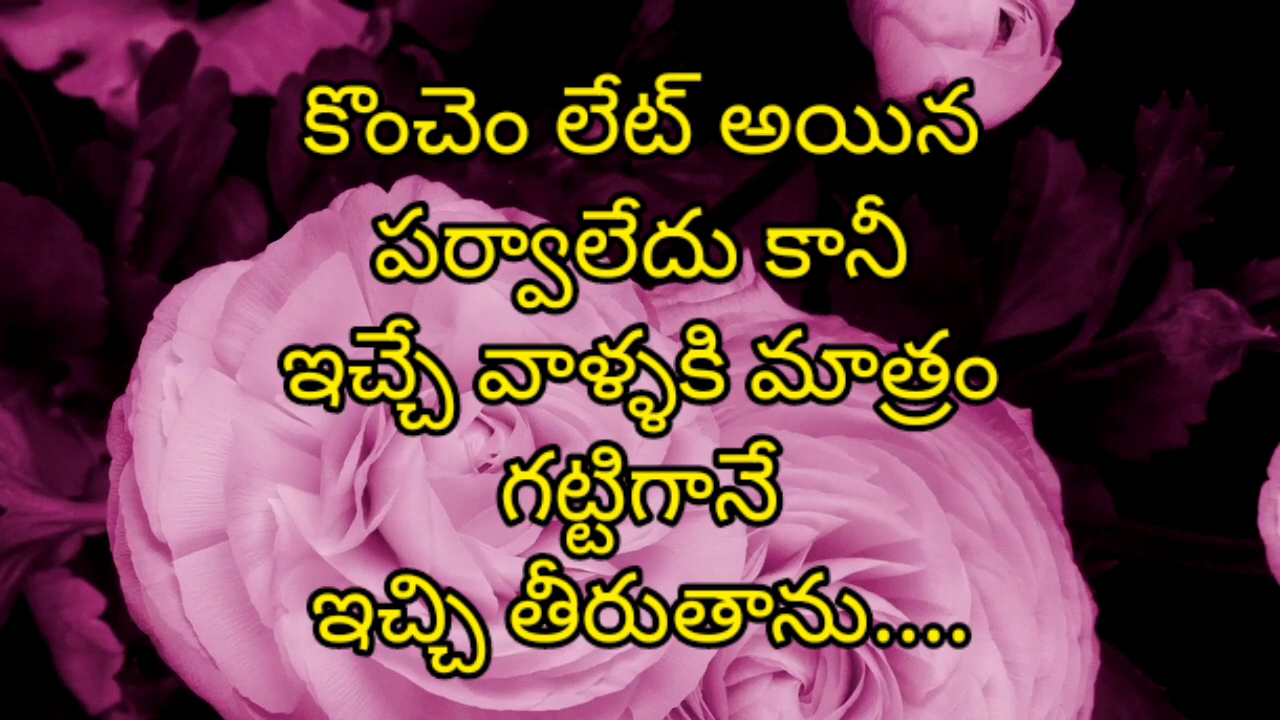 కొంచెం లేట్ అయిన
పర్వాలేదు కానీ
ఇచ్చే వాళ్ళకి మాత్రం
గట్టిగానే
ఇచ్చి తీరుతాను....